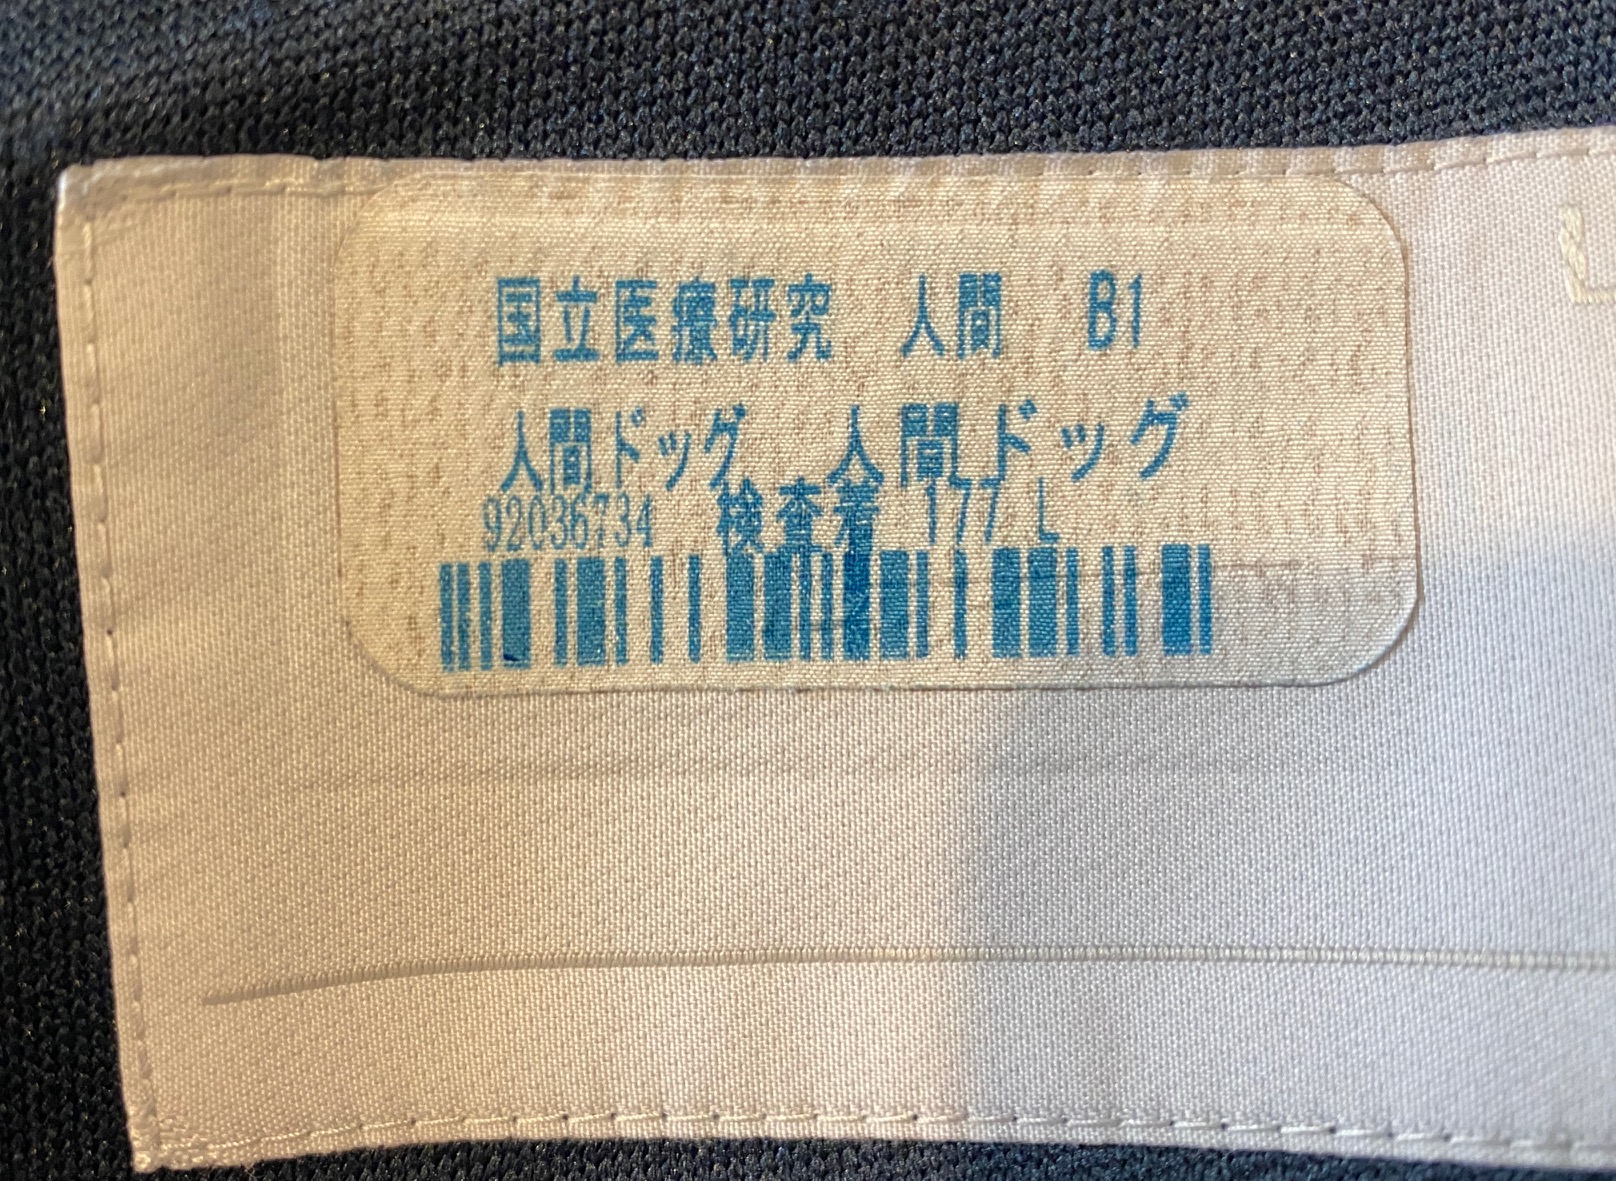 国立医療研究 人間 B1
人間ドッグ 人間ドッグ
92036734 検査着 177 L